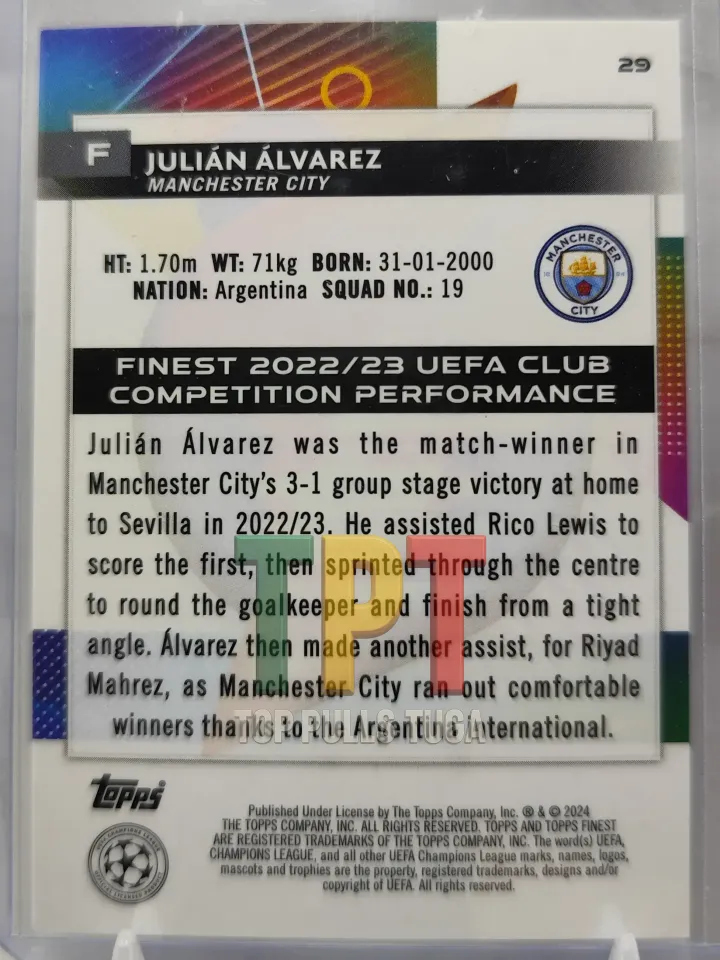 29
F
JULIÁN ÁLVAREZ
MANCHESTER CITY
HT: 1.70m WT: 71kg BORN: 31-01-2000
NATION: Argentina SQUAD NO.: 19
MANCHESTER
CITY
FINEST 2022/23 UEFA CLUB
COMPETITION PERFORMANCE
Julián Álvarez was the match-winner in
Manchester City's 3-1 group stage victory at home
to Sevilla in 2022/23. He assisted Rico Lewis to
score the first, then sprinted through the centre
to round the goalkeeper and finish from a tight
angle. Álvarez then made another assist, for Riyad
Mahrez, as Manchester City ran out comfortable
winners thanks to the Argentina international.
TPT
TOP PULLS TUGA
Topps
Published Under License by The Topps Company, Inc. ® & © 2024
THE TOPPS COMPANY, INC. ALL RIGHTS RESERVED. TOPPS AND TOPPS FINEST
ARE REGISTERED TRADEMARKS OF THE TOPPS COMPANY, INC. The word(s) UEFA,
CHAMPIONS LEAGUE, and all other UEFA Champions League marks, names, logos,
mascots and trophies are the property, registered trademarks, designs and/or
copyright of UEFA. All rights reserved.